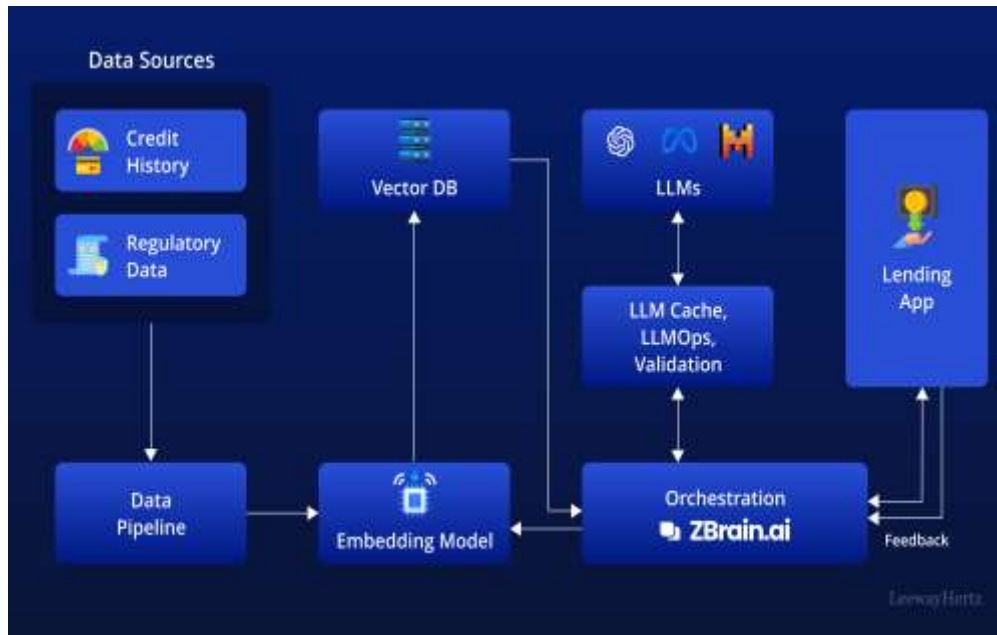 Data Sources
Credit
History
Regulatory
Data
Vector DB
LLMs
Lending
App
LLM Cache,
LLMOps,
Validation
Data
Pipeline
Embedding Model
Orchestration
ZBrain.ai
Feedback
LeewayHertz